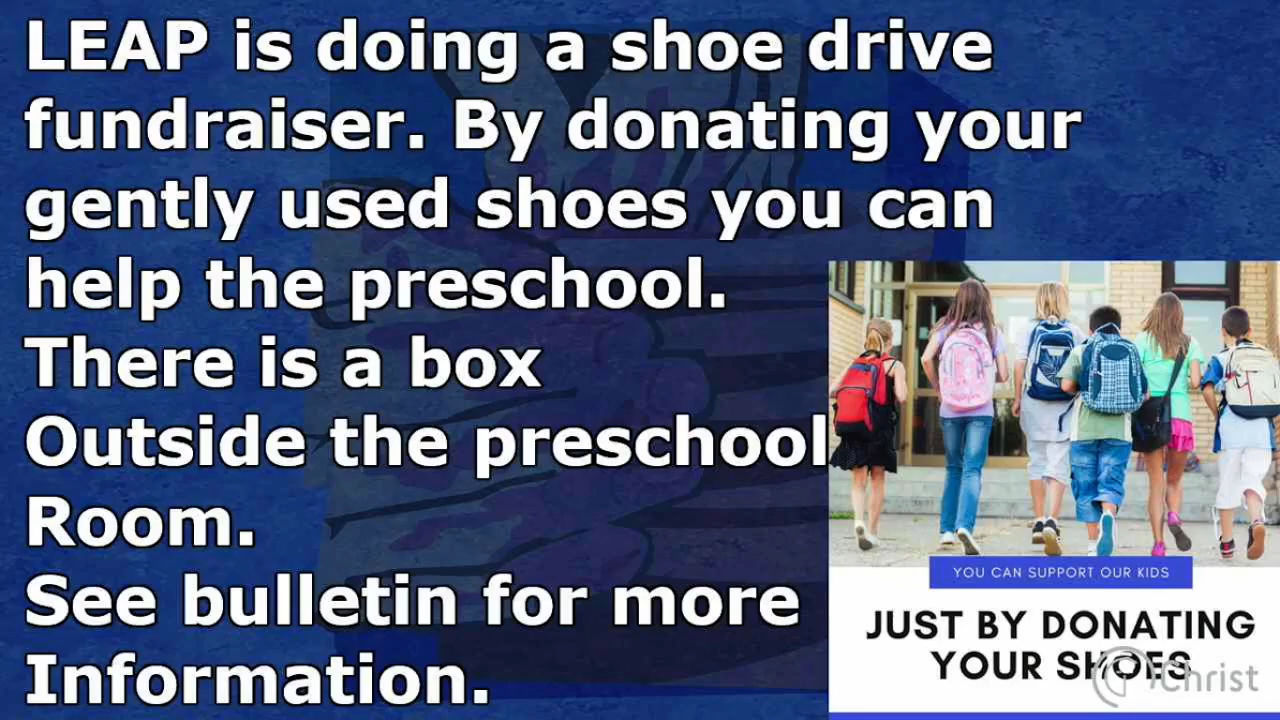 LEAP is doing a shoe drive
fundraiser. By donating your
gently used shoes you can
help the preschool.
There is a box
Outside the preschool
Room.
See bulletin for more
Information.
YOU CAN SUPPORT OUR KIDS
JUST BY DONATING
YOUR SHOES
Christ